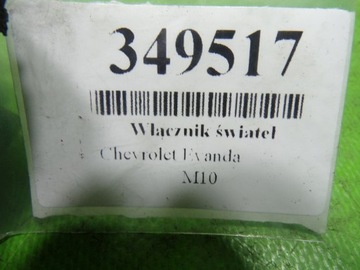 349517
Włącznik świateł
Chevrolet Evanda
M10